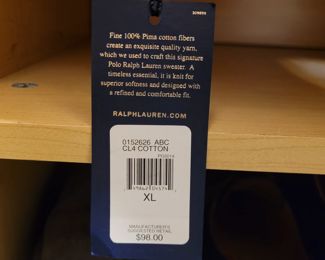 Fine 100% Pima cotton fibers
create an exquisite quality yarn,
which we used to craft this signature
Polo Ralph Lauren sweater. A
timeless essential, it is knit for
superior softness and designed with
a refined and comfortable fit.
RALPHLAUREN.COM
0152626 ABC
CL4 COTTON
XL
MANUFACTURER'S
SUGGESTED RETAIL
$98.00